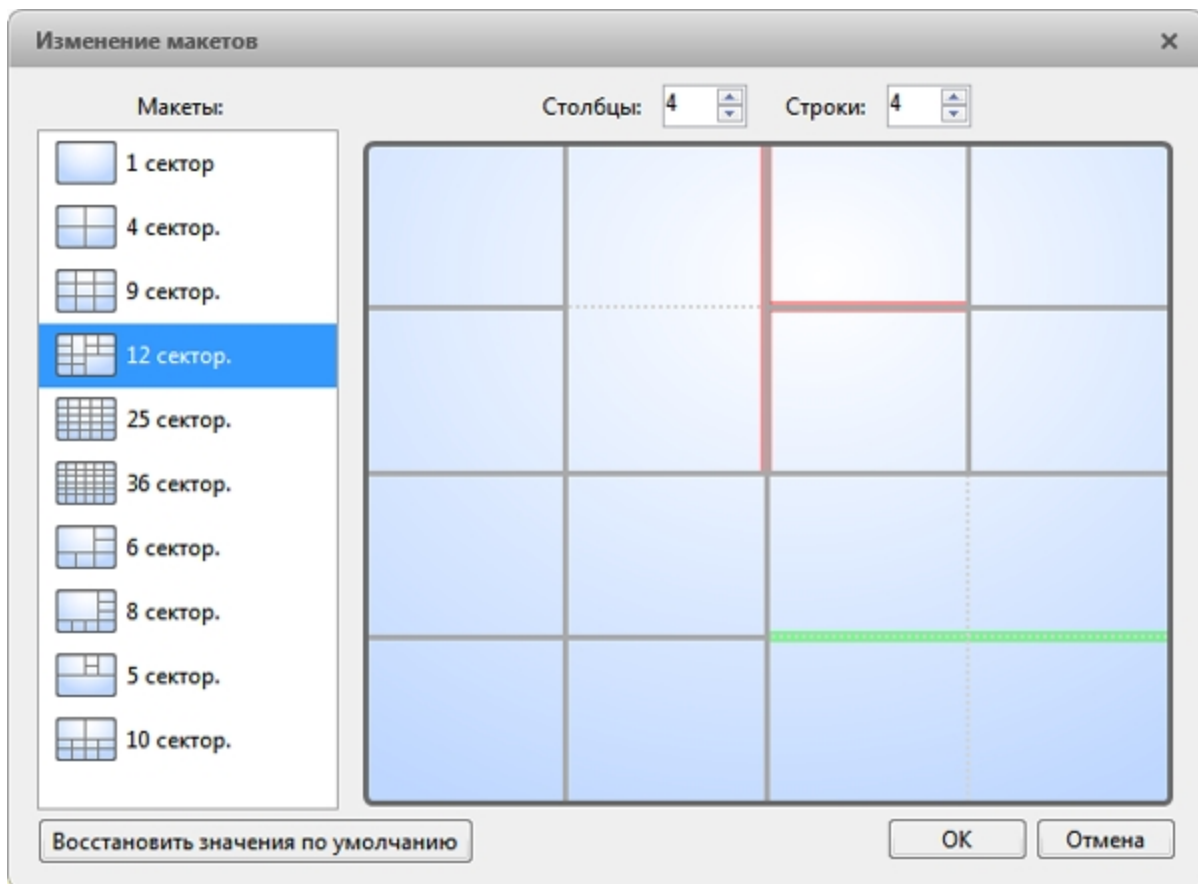 Изменение макетов
Макеты:
Столбцы: 4 Строки: 4
1 сектор
4 сектор.
9 сектор.
12 сектор.
25 сектор.
36 сектор.
6 сектор.
8 сектор.
5 сектор.
10 сектор.
Восстановить значения по умолчанию
ОК
Отмена